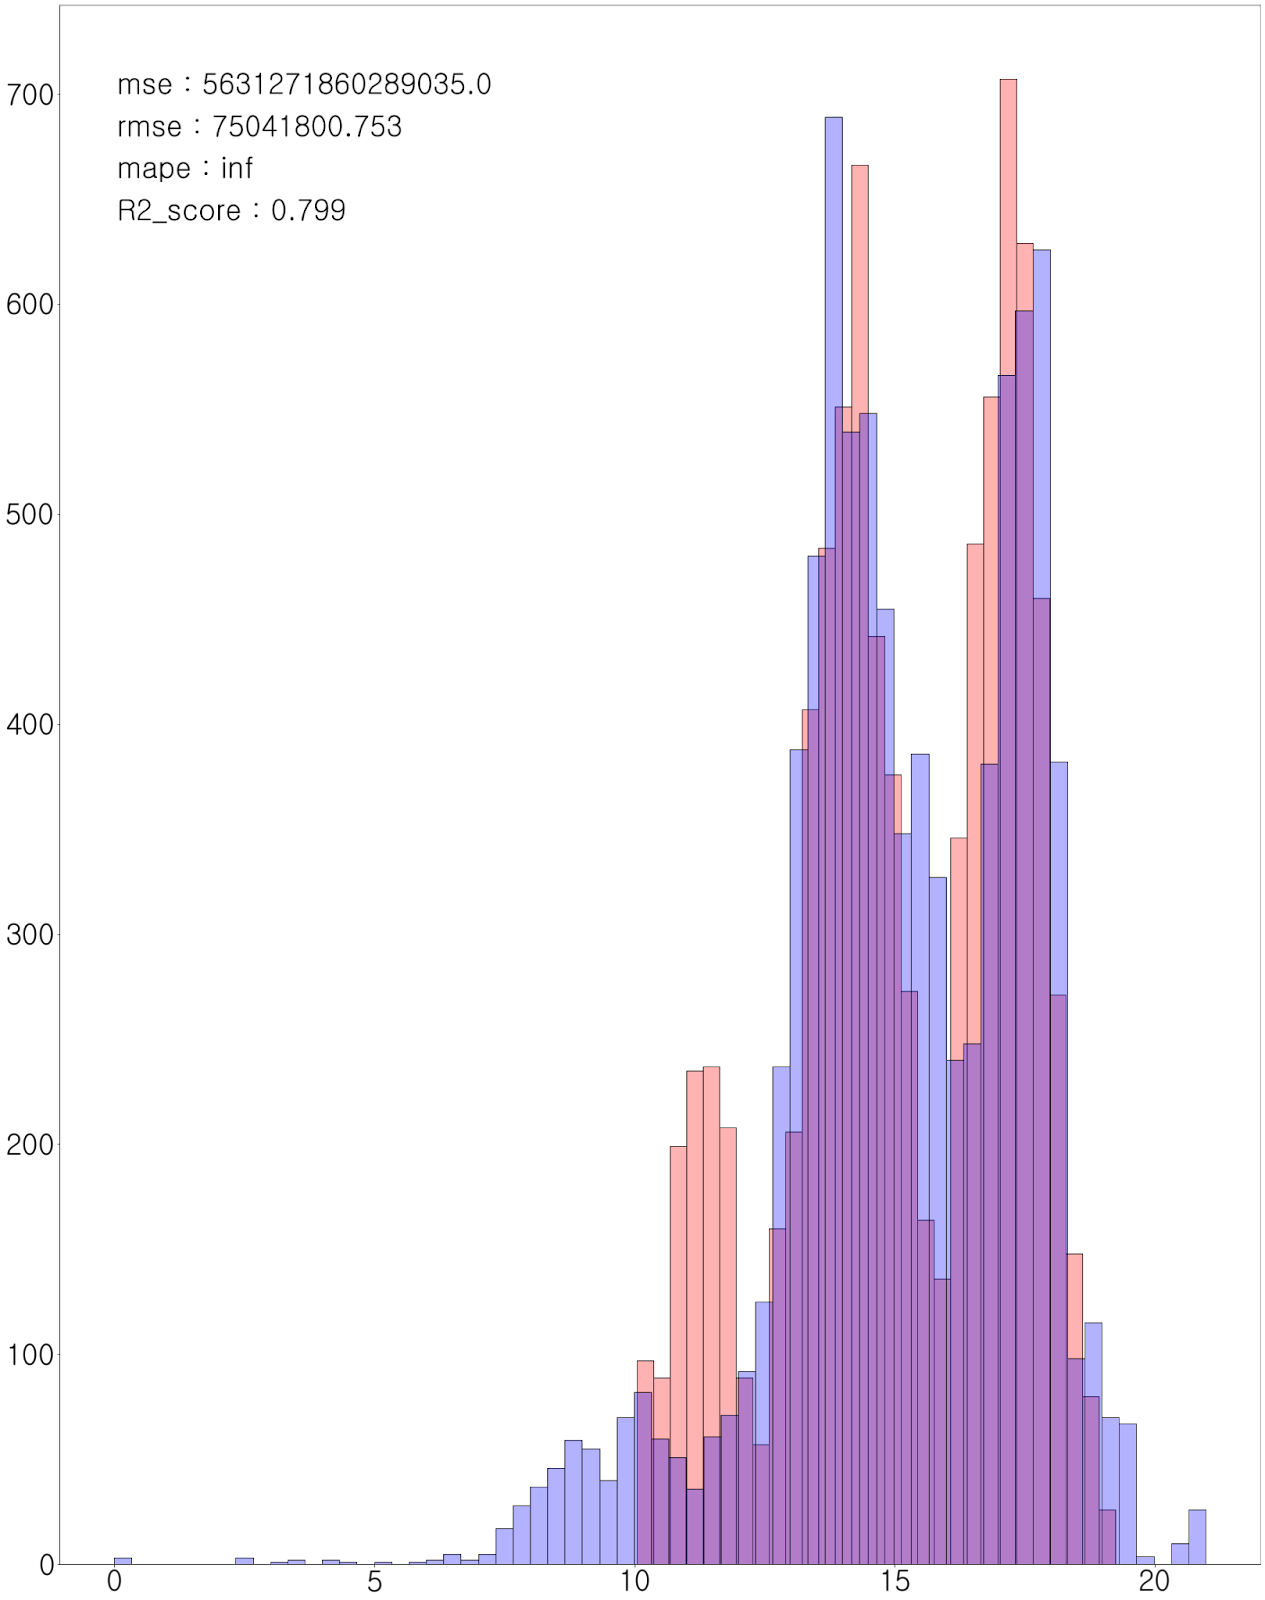 mse : 5631271860289035.0
rmse : 75041800.753
mape : inf
R2_score : 0.799
700
600
500
400
300
200
100
0
0 5 10 15 20